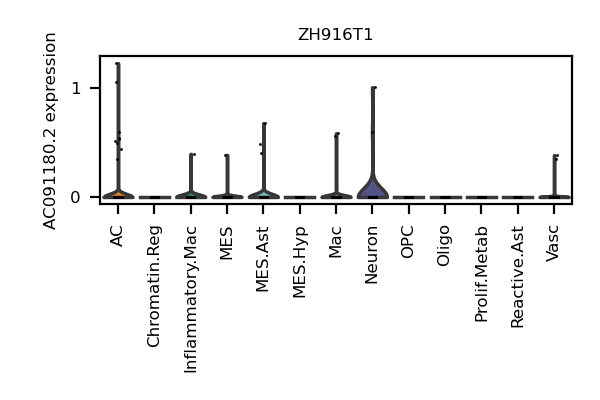 ZH916T1
AC091180.2 expression
1
0
AC
Chromatin.Reg
Inflammatory.Mac
MES
MES.Ast
MES.Hyp
Mac
Neuron
OPC
Oligo
Prolif.Metab
Reactive.Ast
Vasc